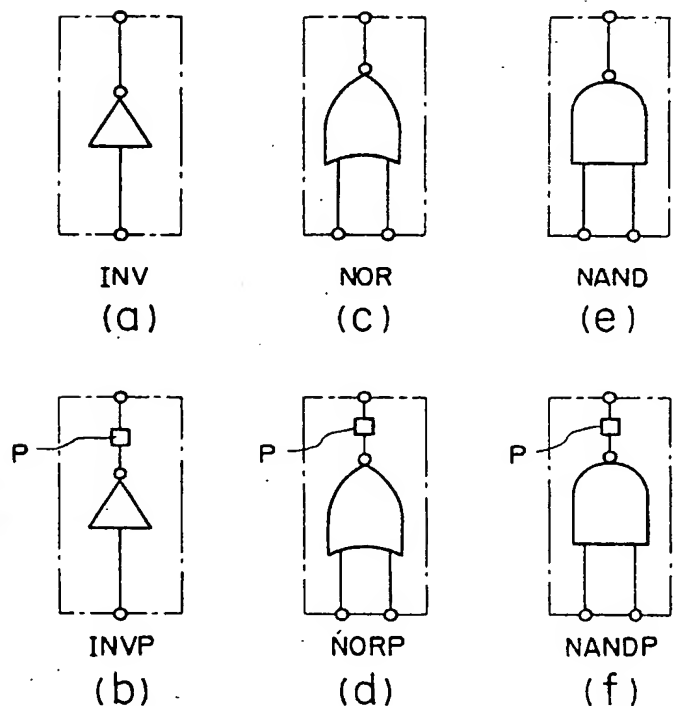 INV NOR NAND
(a) (c) (e)
P P P
INVP NORP NANDP
(b) (d) (f)